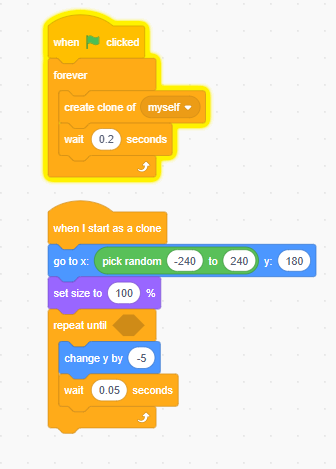 when clicked
forever
create clone of myself
wait 0.2 seconds
when I start as a clone
go to x: pick random -240 to 240 y: 180
set size to 100 %
repeat until
change y by -5
wait 0.05 seconds